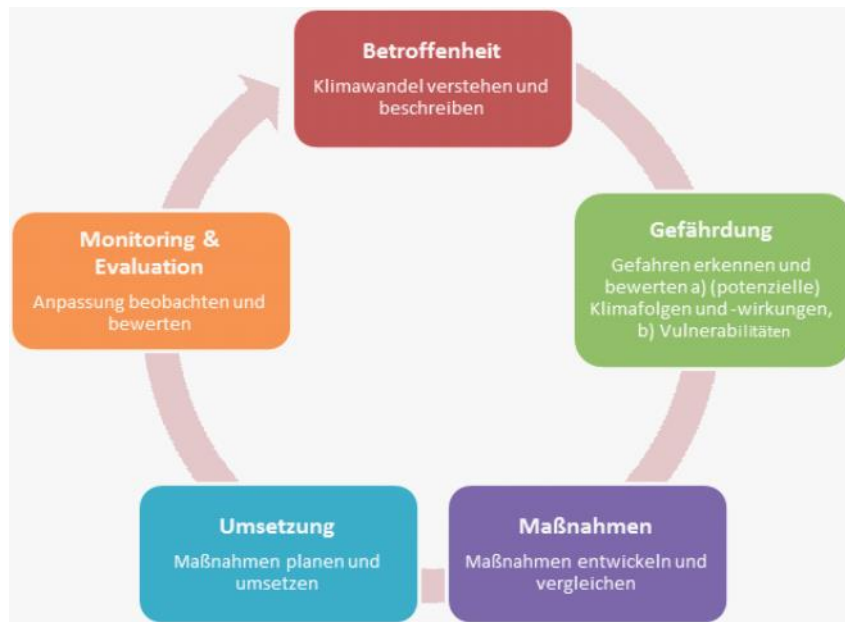 Betroffenheit
Klimawandel verstehen und
beschreiben
Gefährdung
Gefahren erkennen und
bewerten a) (potenzielle)
Klimafolgen und -wirkungen,
b) Vulnerabilitäten
Maßnahmen
Maßnahmen entwickeln und
vergleichen
Umsetzung
Maßnahmen planen und
umsetzen
Monitoring &
Evaluation
Anpassung beobachten und
bewerten